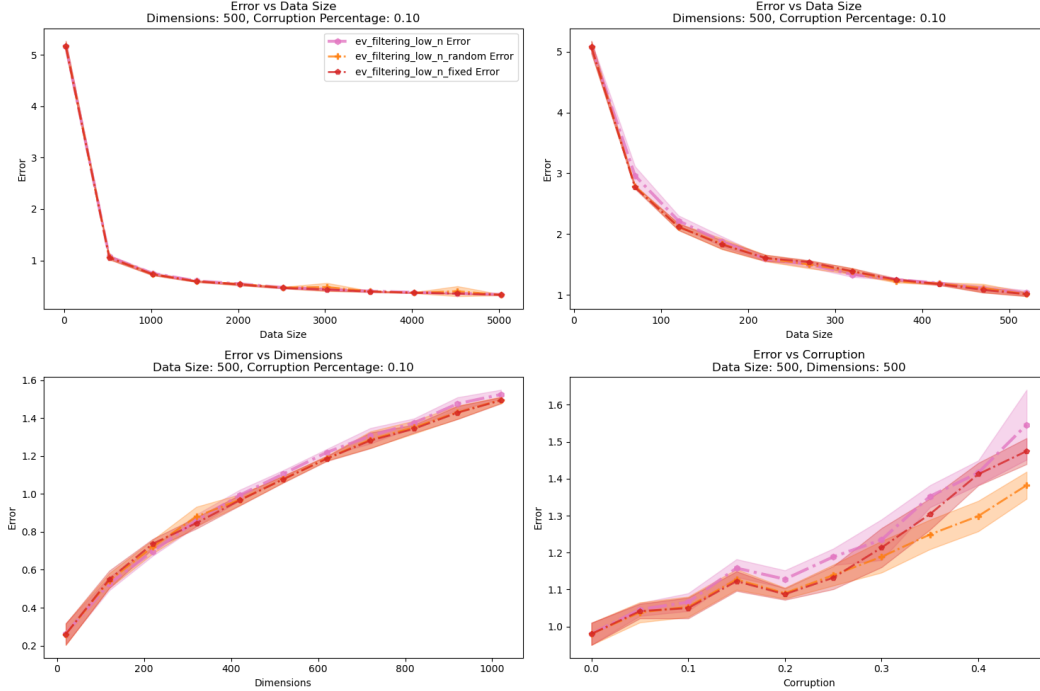 Error vs Data Size
Dimensions: 500, Corruption Percentage: 0.10
5
4
3
2
1
Error
0
1000
2000
3000
4000
5000
Data Size
ev_filtering_low_n Error
ev_filtering_low_n_random Error
ev_filtering_low_n_fixed Error
Error vs Data Size
Dimensions: 500, Corruption Percentage: 0.10
5
4
3
2
1
Error
0
100
200
300
400
500
Data Size
Error vs Dimensions
Data Size: 500, Corruption Percentage: 0.10
1.6
1.4
1.2
1.0
0.8
0.6
0.4
0.2
Error
0
200
400
600
800
1000
Dimensions
Error vs Corruption
Data Size: 500, Dimensions: 500
1.6
1.5
1.4
1.3
1.2
1.1
1.0
Error
0.0
0.1
0.2
0.3
0.4
Corruption